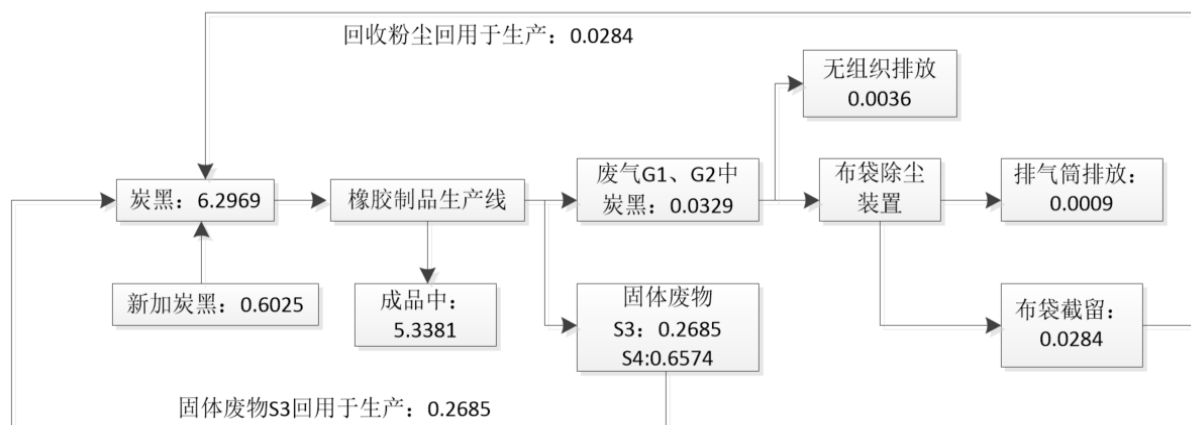 回收粉尘回用于生产：0.0284
无组织排放
0.0036
炭黑：6.2969
橡胶制品生产线
废气G1、G2中
炭黑：0.0329
布袋除尘
装置
排气筒排放：
0.0009
新加炭黑：0.6025
成品中：
5.3381
固体废物
S3：0.2685
S4:0.6574
布袋截留：
0.0284
固体废物S3回用于生产：0.2685